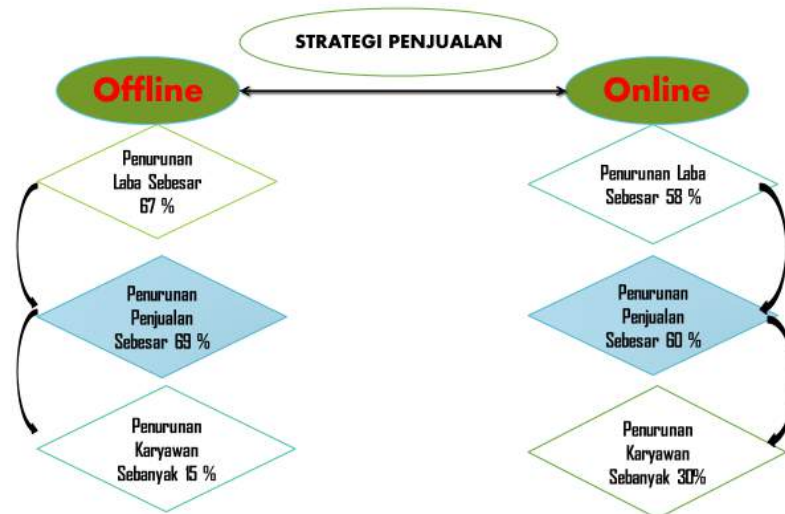 STRATEGI PENJUALAN
Offline
Online
Penurunan
Laba Sebesar
67 %
Penurunan Laba
Sebesar 58 %
Penurunan
Penjualan
Sebesar 69 %
Penurunan
Penjualan
Sebesar 60 %
Penurunan
Karyawan
Sebanyak 15 %
Penurunan
Karyawan
Sebanyak 30%